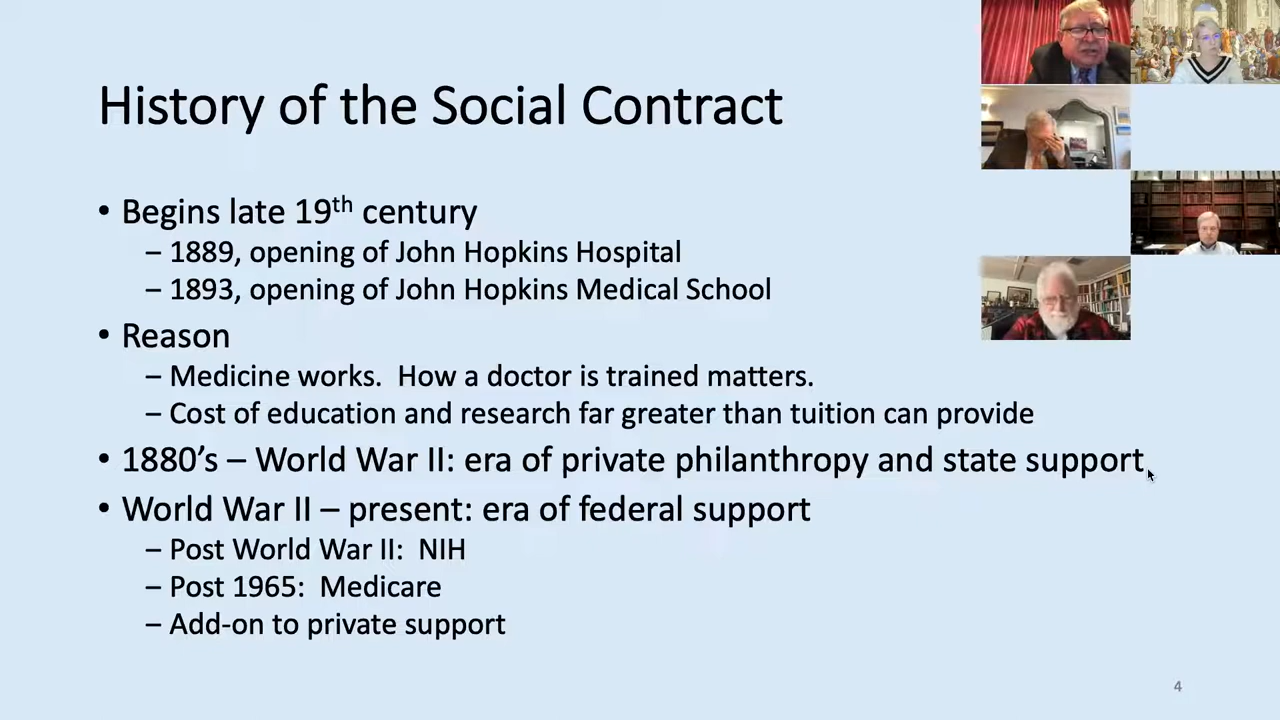 History of the Social Contract
• Begins late 19th century
– 1889, opening of John Hopkins Hospital
– 1893, opening of John Hopkins Medical School
• Reason
– Medicine works. How a doctor is trained matters.
– Cost of education and research far greater than tuition can provide
• 1880’s – World War II: era of private philanthropy and state support
• World War II – present: era of federal support
– Post World War II: NIH
– Post 1965: Medicare
– Add-on to private support
4